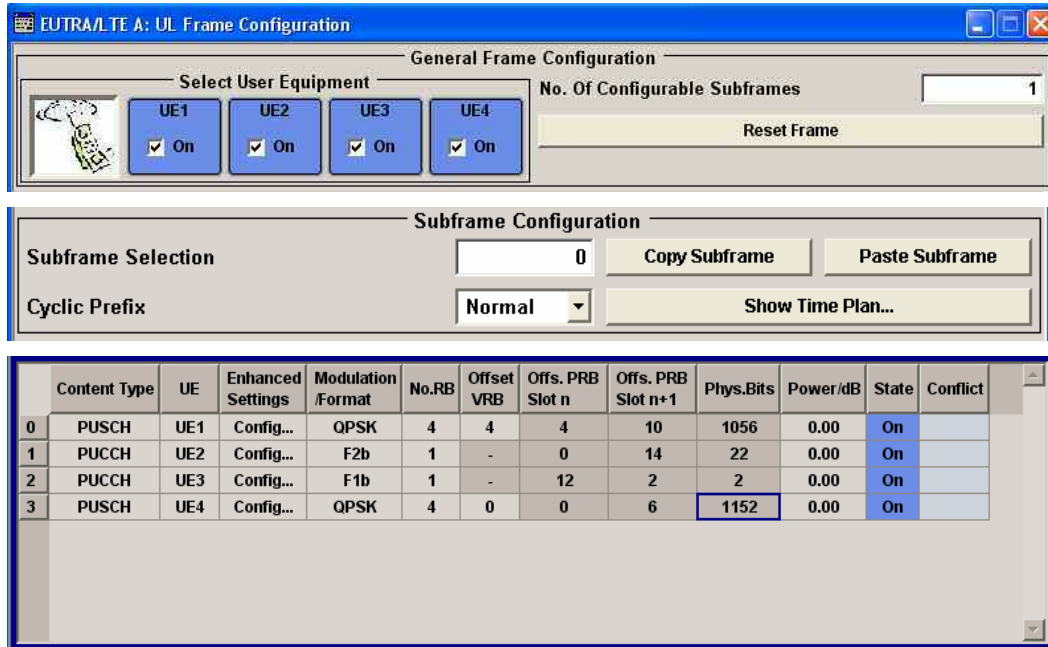 EUTRA/LTE A: UL Frame Configuration
General Frame Configuration
Select User Equipment
No. Of Configurable Subframes 1
UE1 UE2 UE3 UE4
On On On On
Reset Frame
Subframe Configuration
Subframe Selection 0 Copy Subframe Paste Subframe
Cyclic Prefix Normal Show Time Plan...
Content Type UE Enhanced Settings Modulation /Format No.RB Offset VRB Offs. PRB Slot n Offs. PRB Slot n+1 Phys.Bits Power/dB State Conflict
0 PUSCH UE1 Config... QPSK 4 4 4 10 1056 0.00 On
1 PUCCH UE2 Config... F2b 1 - 0 14 22 0.00 On
2 PUCCH UE3 Config... F1b 1 - 12 2 2 0.00 On
3 PUSCH UE4 Config... QPSK 4 0 0 6 1152 0.00 On